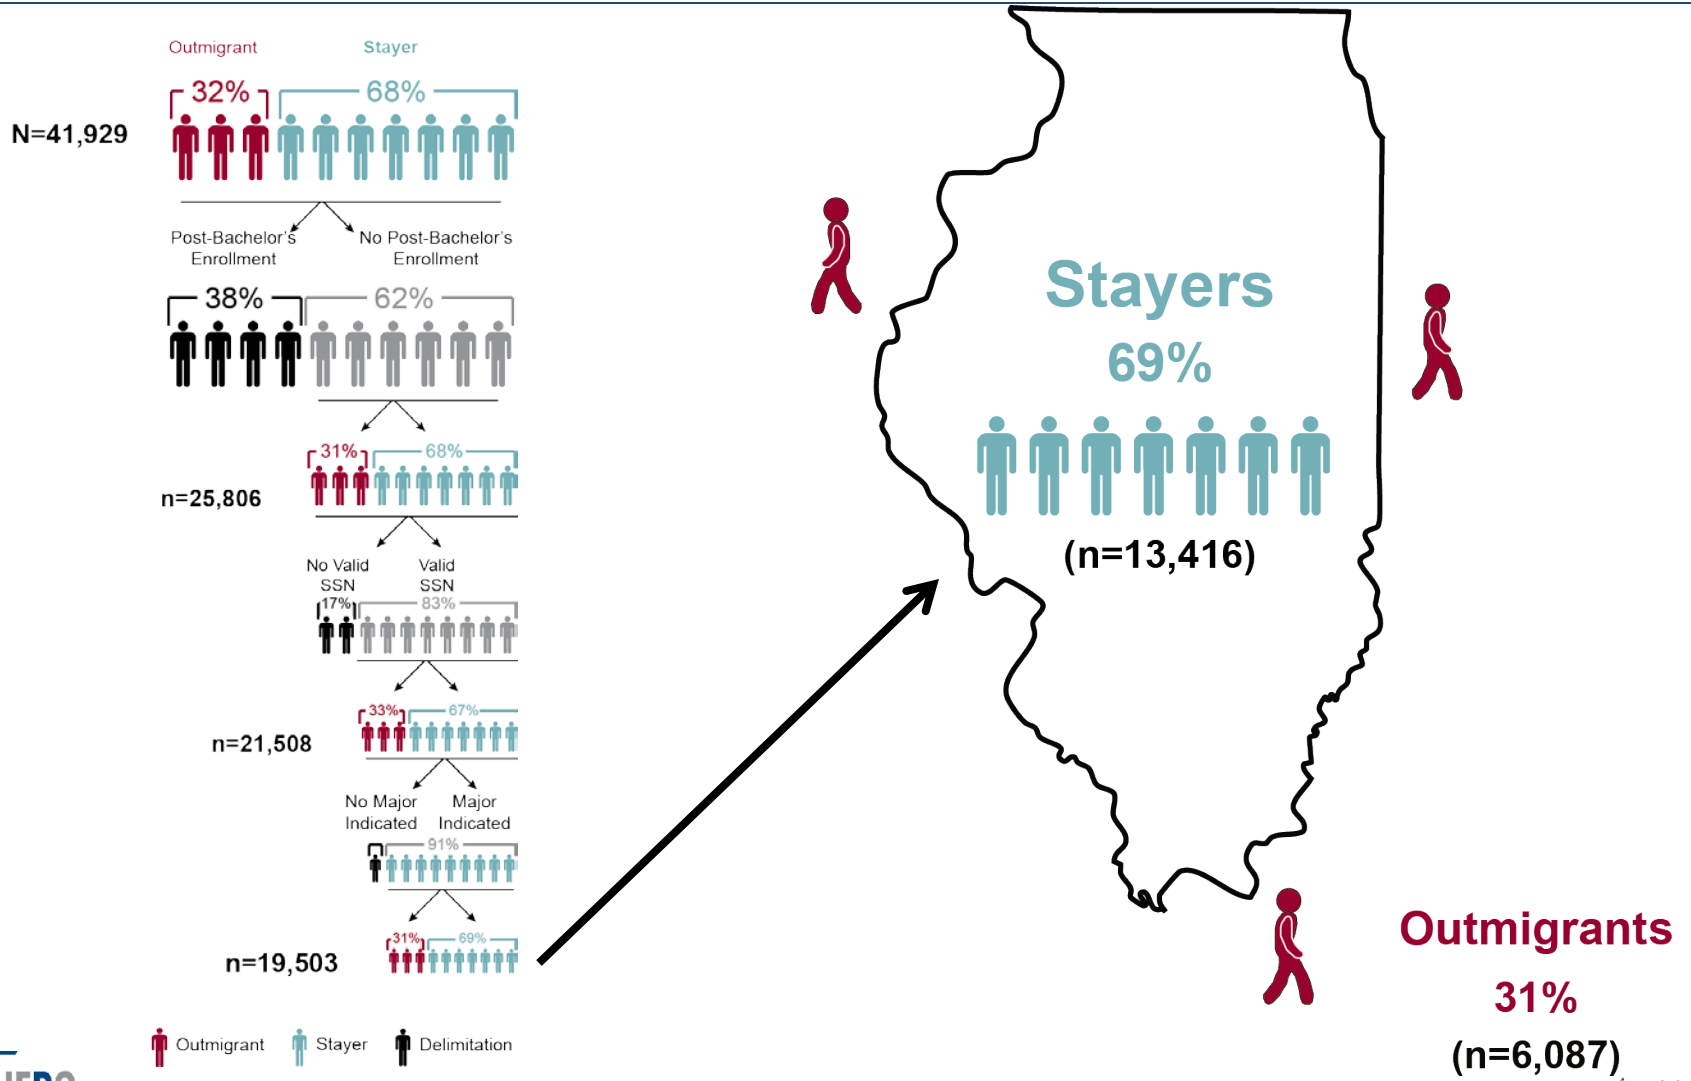 Outmigrant Stayer
32% 68%
N=41,929
Post-Bachelor's Enrollment
No Post-Bachelor's Enrollment
38% 62%
31% 68%
n=25,806
No Valid SSN
Valid SSN
17% 83%
33% 67%
n=21,508
No Major Indicated
Major Indicated
91%
31% 69%
n=19,503
Outmigrant Stayer Delimitation
Stayers
69%
(n=13,416)
Outmigrants
31%
(n=6,087)